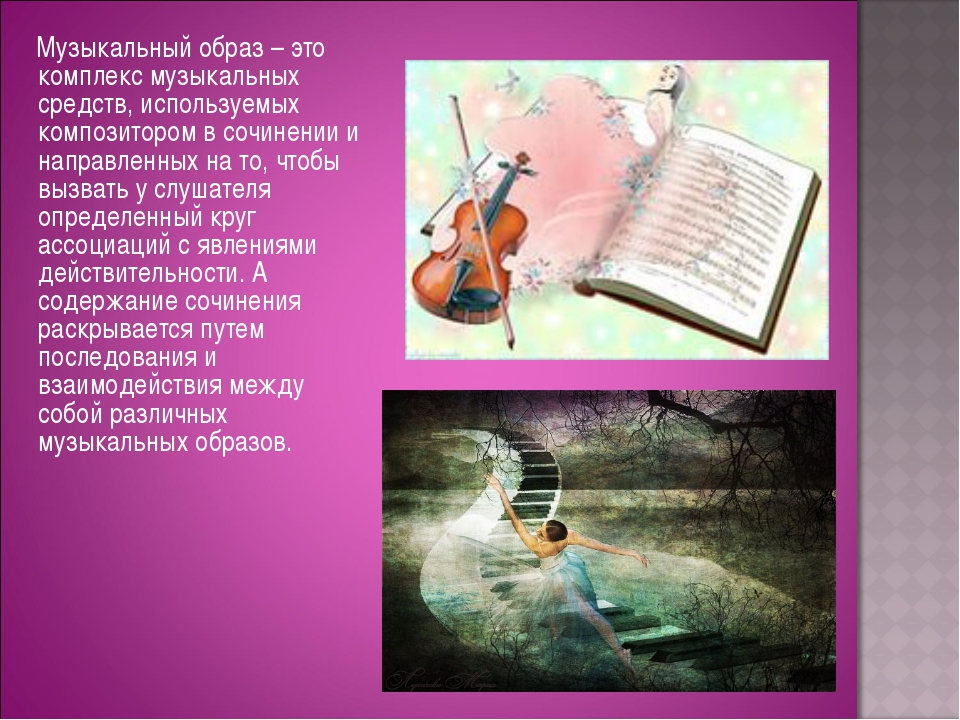 Музыкальный образ – это
комплекс музыкальных
средств, используемых
композитором в сочинении и
направленных на то, чтобы
вызвать у слушателя
определенный круг
ассоциаций с явлениями
действительности. А
содержание сочинения
раскрывается путем
последования и
взаимодействия между
собой различных
музыкальных образов.